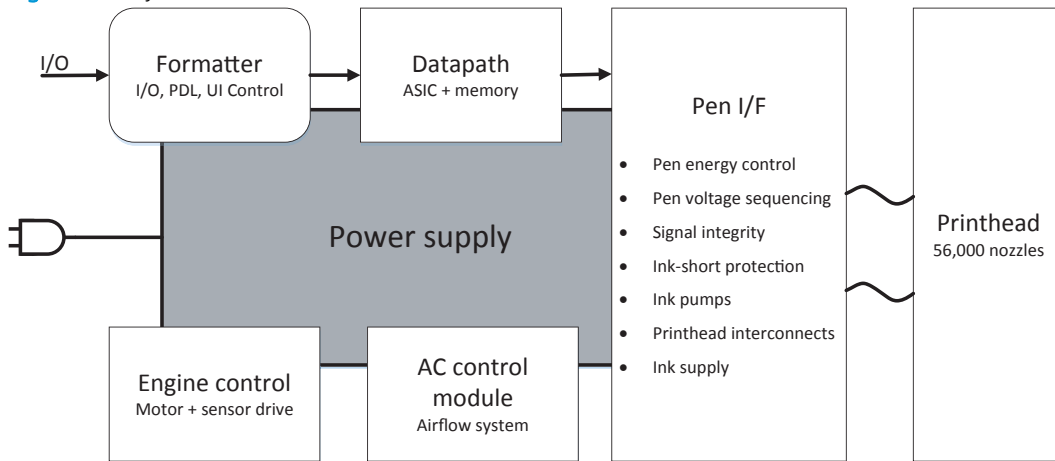 I/O
Formatter
I/O, PDL, UI Control
Datapath
ASIC + memory
Pen I/F
• Pen energy control
• Pen voltage sequencing
• Signal integrity
• Ink-short protection
• Ink pumps
• Printhead interconnects
• Ink supply
Printhead
56,000 nozzles
Power supply
Engine control
Motor + sensor drive
AC control
module
Airflow system